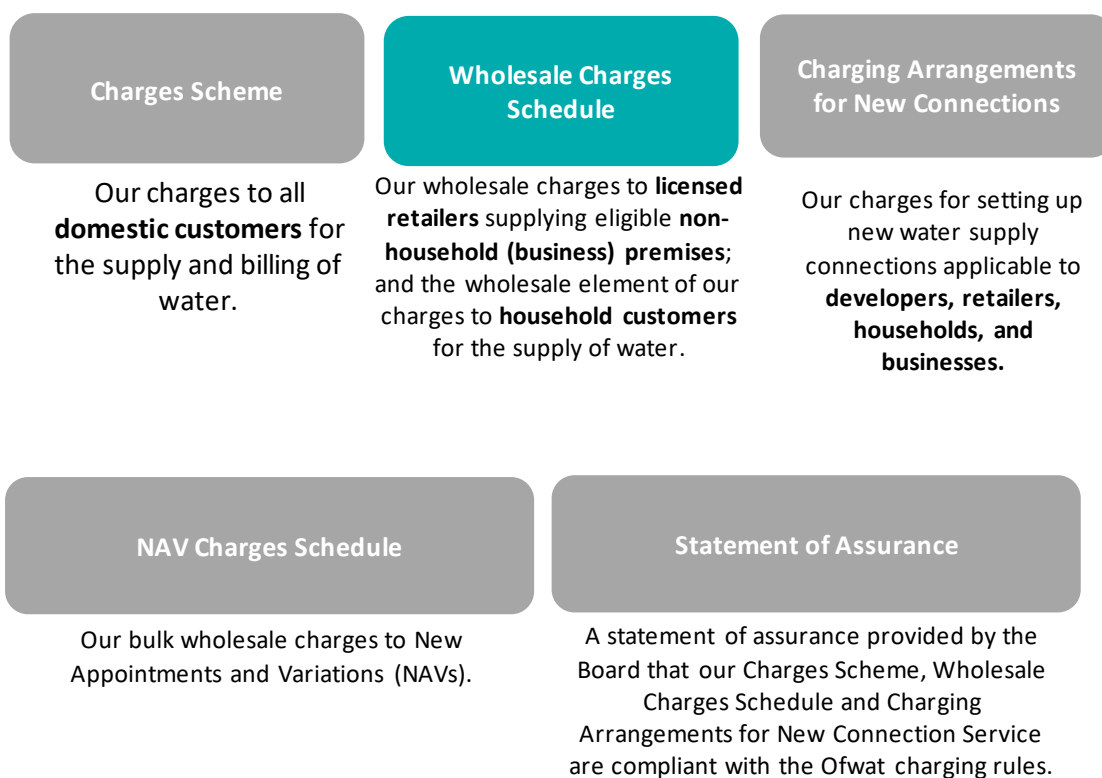 Charges Scheme
Our charges to all
domestic customers for
the supply and billing of
water.
Wholesale Charges
Schedule
Our wholesale charges to licensed
retailers supplying eligible non-
household (business) premises;
and the wholesale element of our
charges to household customers
for the supply of water.
Charging Arrangements
for New Connections
Our charges for setting up
new water supply
connections applicable to
developers, retailers,
households, and
businesses.
NAV Charges Schedule
Our bulk wholesale charges to New
Appointments and Variations (NAVs).
Statement of Assurance
A statement of assurance provided by the
Board that our Charges Scheme, Wholesale
Charges Schedule and Charging
Arrangements for New Connection Service
are compliant with the Ofwat charging rules.